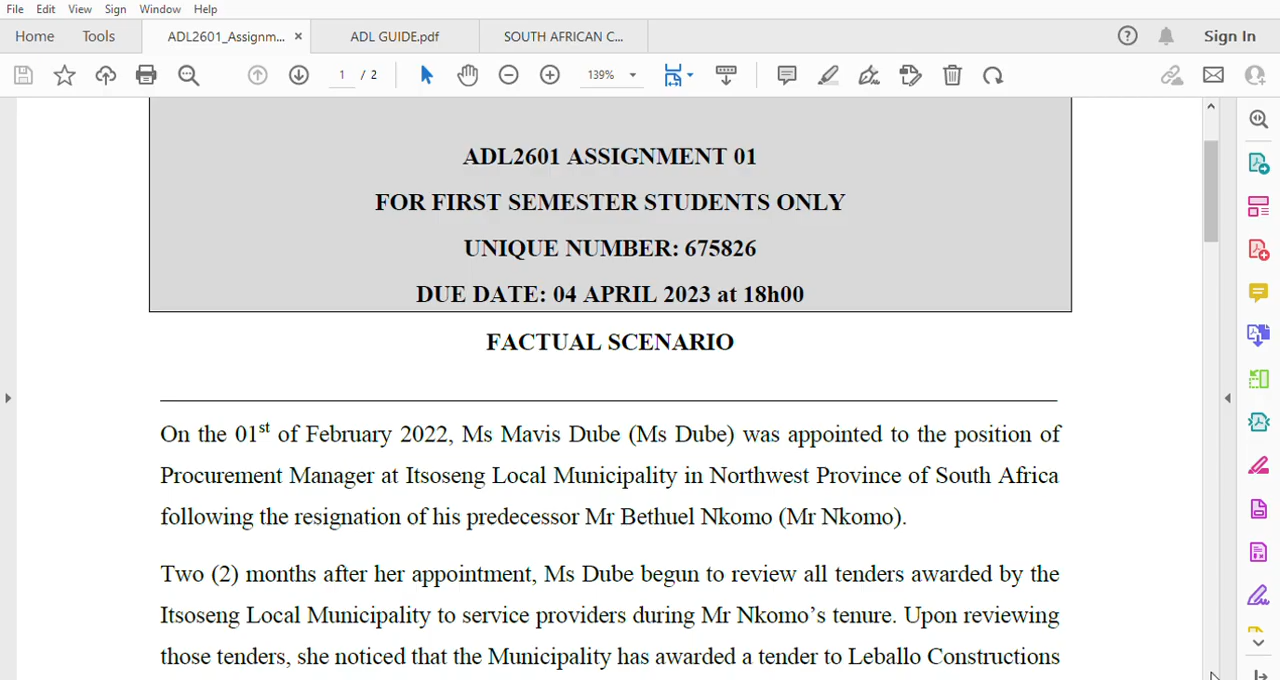 File Edit View Sign Window Help
Home Tools ADL2601_Assignm... × ADL GUIDE.pdf SOUTH AFRICAN C... Sign In
1 / 2 139%
ADL2601 ASSIGNMENT 01
FOR FIRST SEMESTER STUDENTS ONLY
UNIQUE NUMBER: 675826
DUE DATE: 04 APRIL 2023 at 18h00
FACTUAL SCENARIO
On the 01st of February 2022, Ms Mavis Dube (Ms Dube) was appointed to the position of
Procurement Manager at Itsoseng Local Municipality in Northwest Province of South Africa
following the resignation of his predecessor Mr Bethuel Nkomo (Mr Nkomo).
Two (2) months after her appointment, Ms Dube begun to review all tenders awarded by the
Itsoseng Local Municipality to service providers during Mr Nkomo’s tenure. Upon reviewing
those tenders, she noticed that the Municipality has awarded a tender to Leballo Constructions